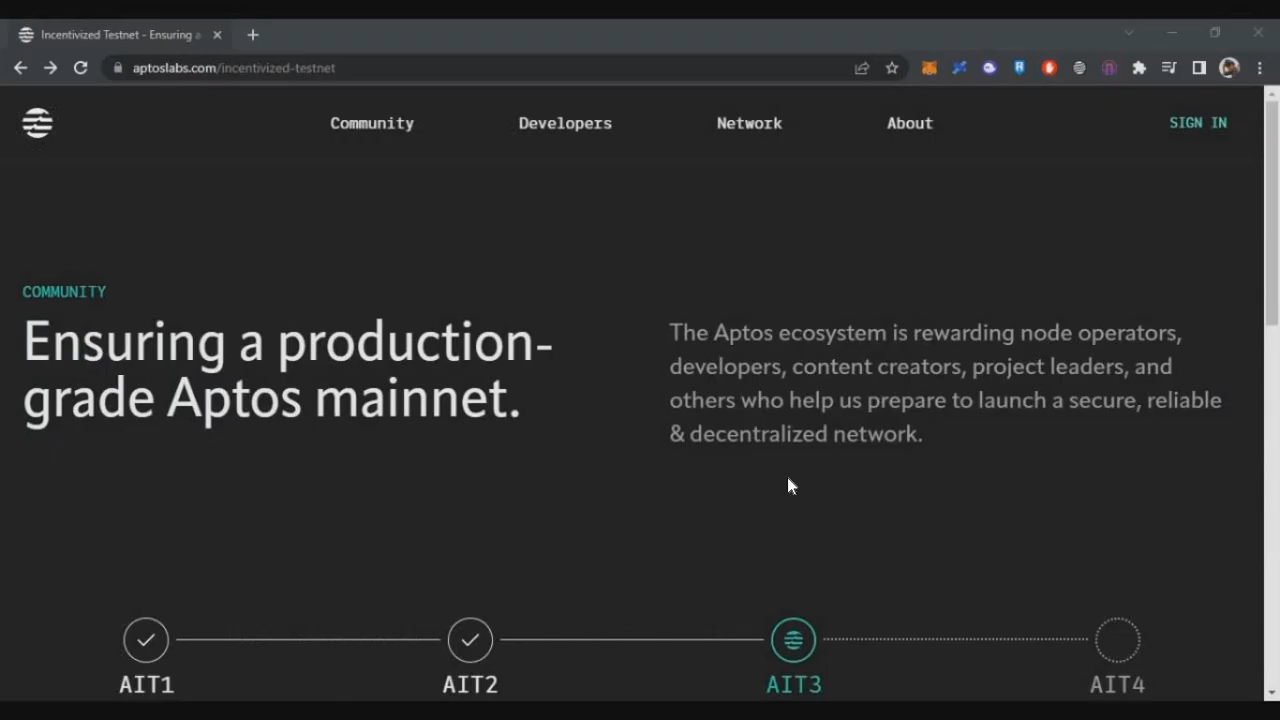 Incentivized Testnet - Ensuring a
aptoslabs.com/incentivized-testnet
Community
Developers
Network
About
SIGN IN
COMMUNITY
Ensuring a production-
grade Aptos mainnet.
The Aptos ecosystem is rewarding node operators,
developers, content creators, project leaders, and
others who help us prepare to launch a secure, reliable
& decentralized network.
AIT1
AIT2
AIT3
AIT4